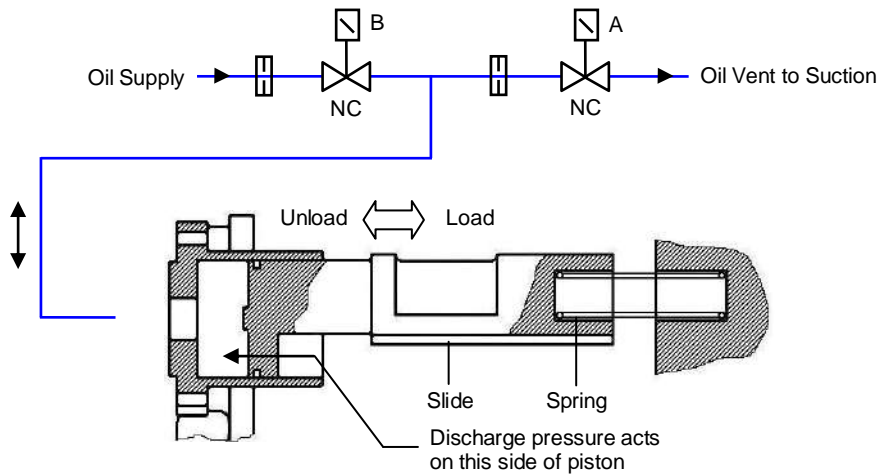 B
A
Oil Supply
Oil Vent to Suction
NC
NC
Unload
Load
Slide
Spring
Discharge pressure acts
on this side of piston